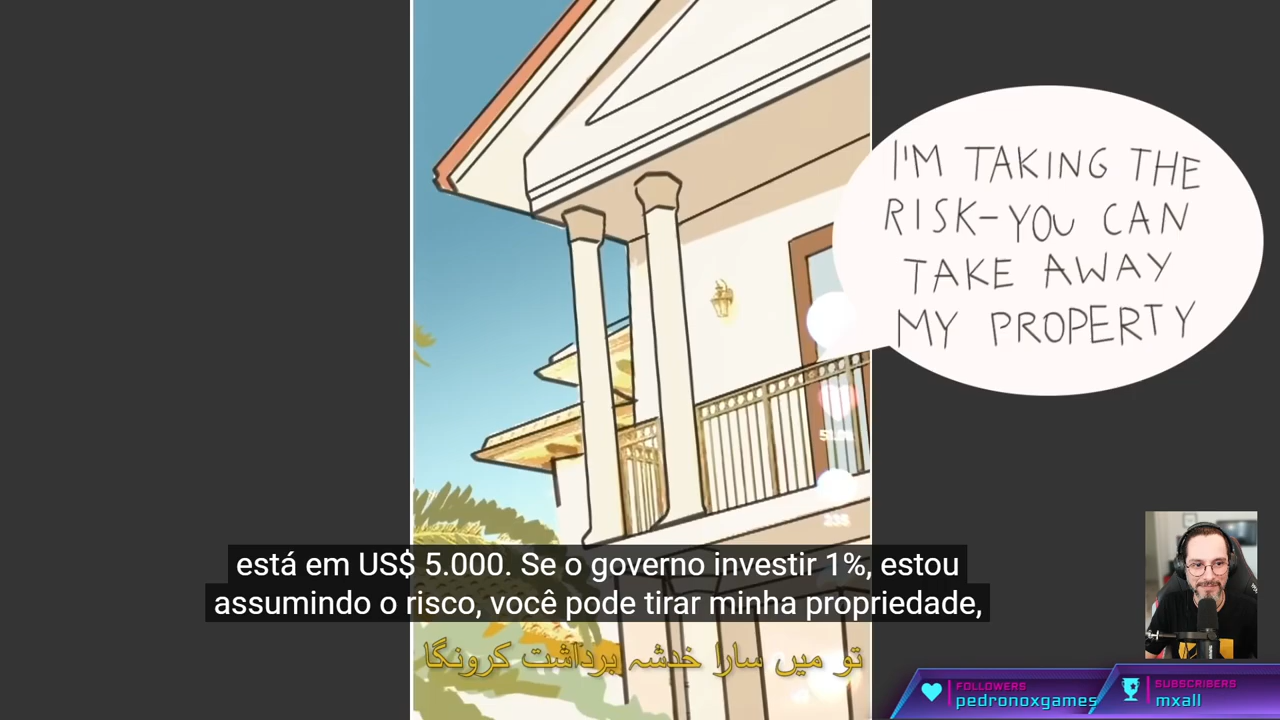 I'M TAKING THE
RISK-YOU CAN
TAKE AWAY
MY PROPERTY
está em US$ 5.000. Se o governo investir 1%, estou
assumindo o risco, você pode tirar minha propriedade,
تو میں سارا خدشہ برداشت کرونگا
FOLLOWERS
pedronoxgames
SUBSCRIBERS
mxall